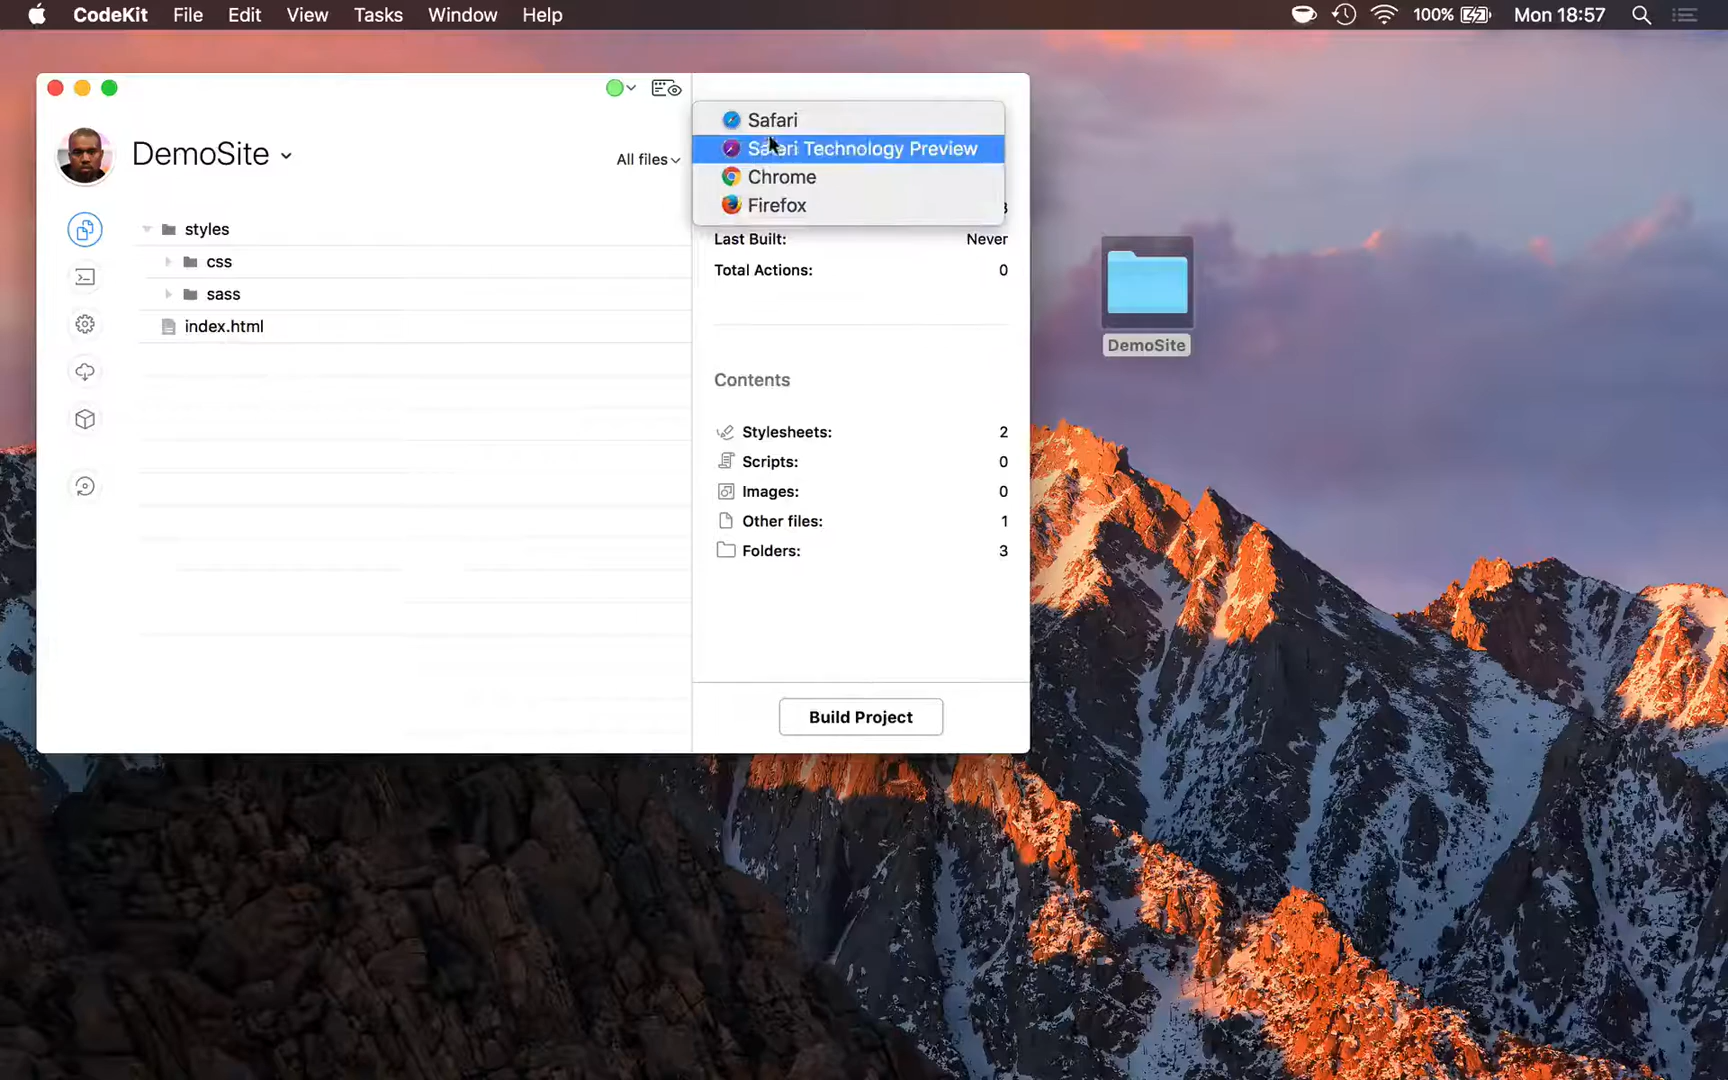 CodeKit File Edit View Tasks Window Help 100% Mon 18:57
DemoSite
All files
styles
css
sass
index.html
Safari
Safari Technology Preview
Chrome
Firefox
Last Built: Never
Total Actions: 0
Contents
Stylesheets: 2
Scripts: 0
Images: 0
Other files: 1
Folders: 3
Build Project
DemoSite